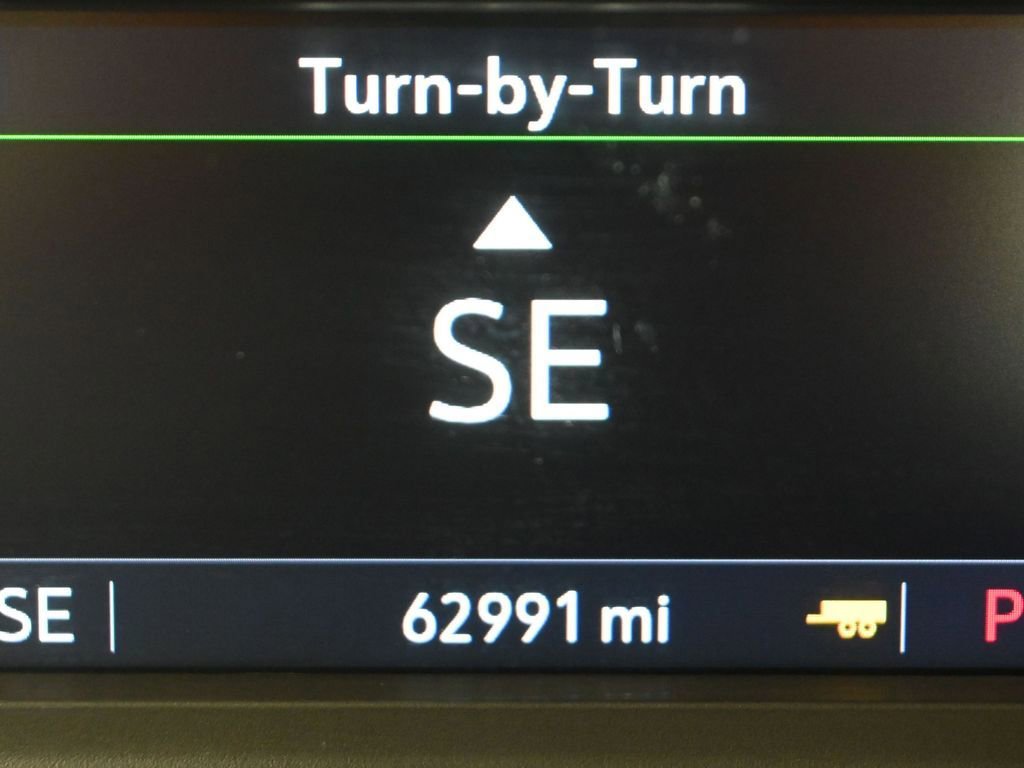 Turn-by-Turn
SE
SE 62991 mi P